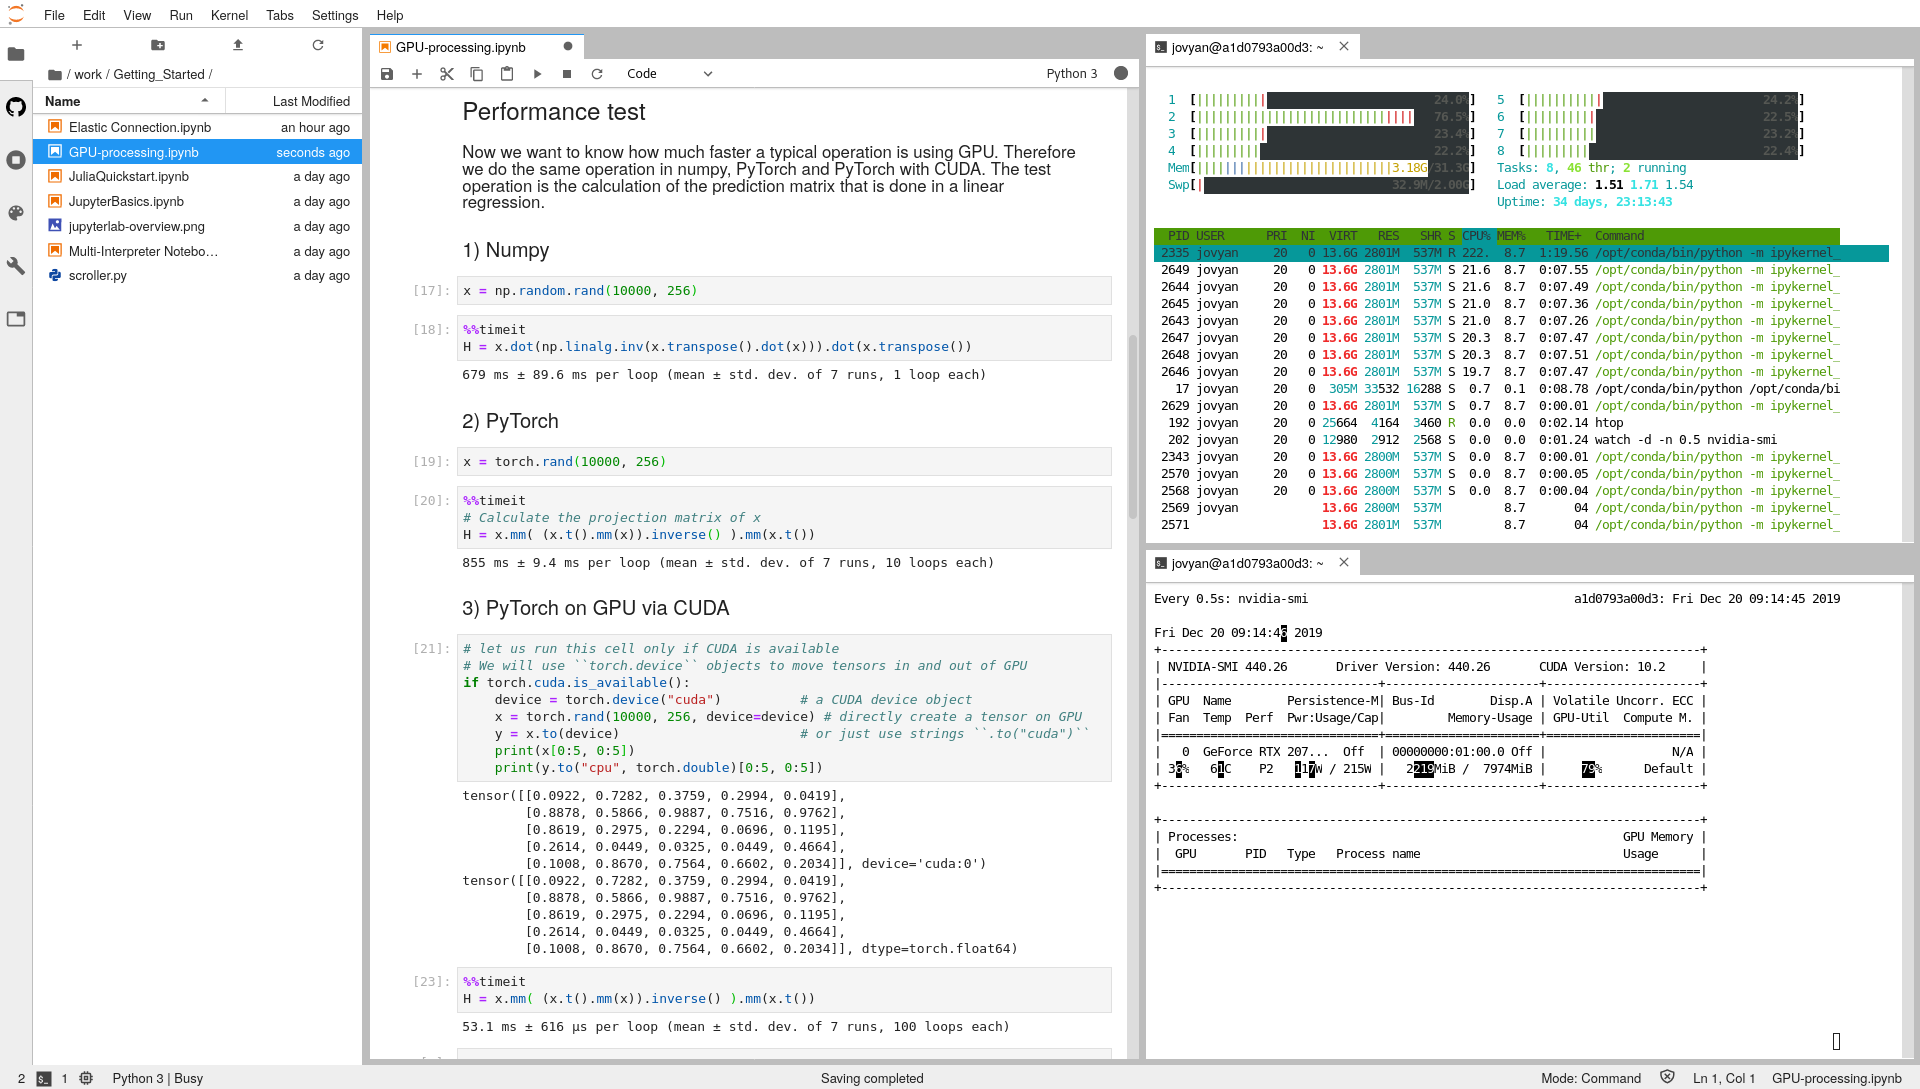 File Edit View Run Kernel Tabs Settings Help
/ work / Getting_Started /
Name Last Modified
Elastic Connection.ipynb an hour ago
GPU-processing.ipynb seconds ago
JuliaQuickstart.ipynb a day ago
JupyterBasics.ipynb a day ago
jupyterlab-overview.png a day ago
Multi-Interpreter Notebo… a day ago
scroller.py a day ago
GPU-processing.ipynb
Code Python 3
Performance test
Now we want to know how much faster a typical operation is using GPU. Therefore
we do the same operation in numpy, PyTorch and PyTorch with CUDA. The test
operation is the calculation of the prediction matrix that is done in a linear
regression.
1) Numpy
[17]: x = np.random.rand(10000, 256)
[18]: %%timeit
H = x.dot(np.linalg.inv(x.transpose().dot(x))).dot(x.transpose())
679 ms ± 89.6 ms per loop (mean ± std. dev. of 7 runs, 1 loop each)
2) PyTorch
[19]: x = torch.rand(10000, 256)
[20]: %%timeit
# Calculate the projection matrix of x
H = x.mm( (x.t().mm(x)).inverse() ).mm(x.t())
855 ms ± 9.4 ms per loop (mean ± std. dev. of 7 runs, 10 loops each)
3) PyTorch on GPU via CUDA
[21]: # let us run this cell only if CUDA is available
# We will use ``torch.device`` objects to move tensors in and out of GPU
if torch.cuda.is_available():
device = torch.device("cuda") # a CUDA device object
x = torch.rand(10000, 256, device=device) # directly create a tensor on GPU
y = x.to(device) # or just use strings ``.to("cuda")``
print(x[0:5, 0:5])
print(y.to("cpu", torch.double)[0:5, 0:5])
tensor([[0.0922, 0.7282, 0.3759, 0.2994, 0.0419],
[0.8878, 0.5866, 0.9887, 0.7516, 0.9762],
[0.8619, 0.2975, 0.2294, 0.0696, 0.1195],
[0.2614, 0.0449, 0.0325, 0.0449, 0.4664],
[0.1008, 0.8670, 0.7564, 0.6602, 0.2034]], device='cuda:0')
tensor([[0.0922, 0.7282, 0.3759, 0.2994, 0.0419],
[0.8878, 0.5866, 0.9887, 0.7516, 0.9762],
[0.8619, 0.2975, 0.2294, 0.0696, 0.1195],
[0.2614, 0.0449, 0.0325, 0.0449, 0.4664],
[0.1008, 0.8670, 0.7564, 0.6602, 0.2034]], dtype=torch.float64)
[23]: %%timeit
H = x.mm( (x.t().mm(x)).inverse() ).mm(x.t())
53.1 ms ± 616 µs per loop (mean ± std. dev. of 7 runs, 100 loops each)
jovyan@a1d0793a00d3: ~
1 [||||||||||24.0%] 5 [|||||||||||24.2%]
2 [|||||||||||||||||||||||||||||||76.5%] 6 [||||||||||22.5%]
3 [||||||||||23.4%] 7 [||||||||||23.2%]
4 [|||||||||22.2%] 8 [|||||||||22.4%]
Mem[||||||||||||||||||||||||||||3.18G/31.3G] Tasks: 8, 46 thr; 2 running
Swp[|32.9M/2.00G] Load average: 1.51 1.71 1.54
Uptime: 34 days, 23:13:43
PID USER PRI NI VIRT RES SHR S CPU% MEM% TIME+ Command
2335 jovyan 20 0 13.6G 2801M 537M R 222. 8.7 1:19.56 /opt/conda/bin/python -m ipykernel_
2649 jovyan 20 0 13.6G 2801M 537M S 21.6 8.7 0:07.55 /opt/conda/bin/python -m ipykernel_
2644 jovyan 20 0 13.6G 2801M 537M S 21.6 8.7 0:07.49 /opt/conda/bin/python -m ipykernel_
2645 jovyan 20 0 13.6G 2801M 537M S 21.0 8.7 0:07.36 /opt/conda/bin/python -m ipykernel_
2643 jovyan 20 0 13.6G 2801M 537M S 21.0 8.7 0:07.26 /opt/conda/bin/python -m ipykernel_
2647 jovyan 20 0 13.6G 2801M 537M S 20.3 8.7 0:07.47 /opt/conda/bin/python -m ipykernel_
2648 jovyan 20 0 13.6G 2801M 537M S 20.3 8.7 0:07.51 /opt/conda/bin/python -m ipykernel_
2646 jovyan 20 0 13.6G 2801M 537M S 19.7 8.7 0:07.47 /opt/conda/bin/python -m ipykernel_
17 jovyan 20 0 305M 33532 16288 S 0.7 0.1 0:08.78 /opt/conda/bin/python /opt/conda/bi
2629 jovyan 20 0 13.6G 2801M 537M S 0.7 8.7 0:00.01 /opt/conda/bin/python -m ipykernel_
192 jovyan 20 0 25664 4164 3460 R 0.0 0.0 0:02.14 htop
202 jovyan 20 0 12980 2912 2568 S 0.0 0.0 0:01.24 watch -d -n 0.5 nvidia-smi
2343 jovyan 20 0 13.6G 2800M 537M S 0.0 8.7 0:00.01 /opt/conda/bin/python -m ipykernel_
2570 jovyan 20 0 13.6G 2800M 537M S 0.0 8.7 0:00.05 /opt/conda/bin/python -m ipykernel_
2568 jovyan 20 0 13.6G 2800M 537M S 0.0 8.7 0:00.04 /opt/conda/bin/python -m ipykernel_
2569 jovyan 13.6G 2800M 537M 8.7 04 /opt/conda/bin/python -m ipykernel_
2571 13.6G 2801M 537M 8.7 04 /opt/conda/bin/python -m ipykernel_
jovyan@a1d0793a00d3: ~
Every 0.5s: nvidia-smi a1d0793a00d3: Fri Dec 20 09:14:45 2019
Fri Dec 20 09:14:46 2019
| NVIDIA-SMI 440.26 Driver Version: 440.26 CUDA Version: 10.2 |
| GPU Name Persistence-M| Bus-Id Disp.A | Volatile Uncorr. ECC |
| Fan Temp Perf Pwr:Usage/Cap| Memory-Usage | GPU-Util Compute M. |
| 0 GeForce RTX 207... Off | 00000000:01:00.0 Off | N/A |
| 36% 61C P2 117W / 215W | 2219MiB / 7974MiB | 79% Default |
| Processes: GPU Memory |
| GPU PID Type Process name Usage |
2 1 Python 3 | Busy Saving completed Mode: Command Ln 1, Col 1 GPU-processing.ipynb